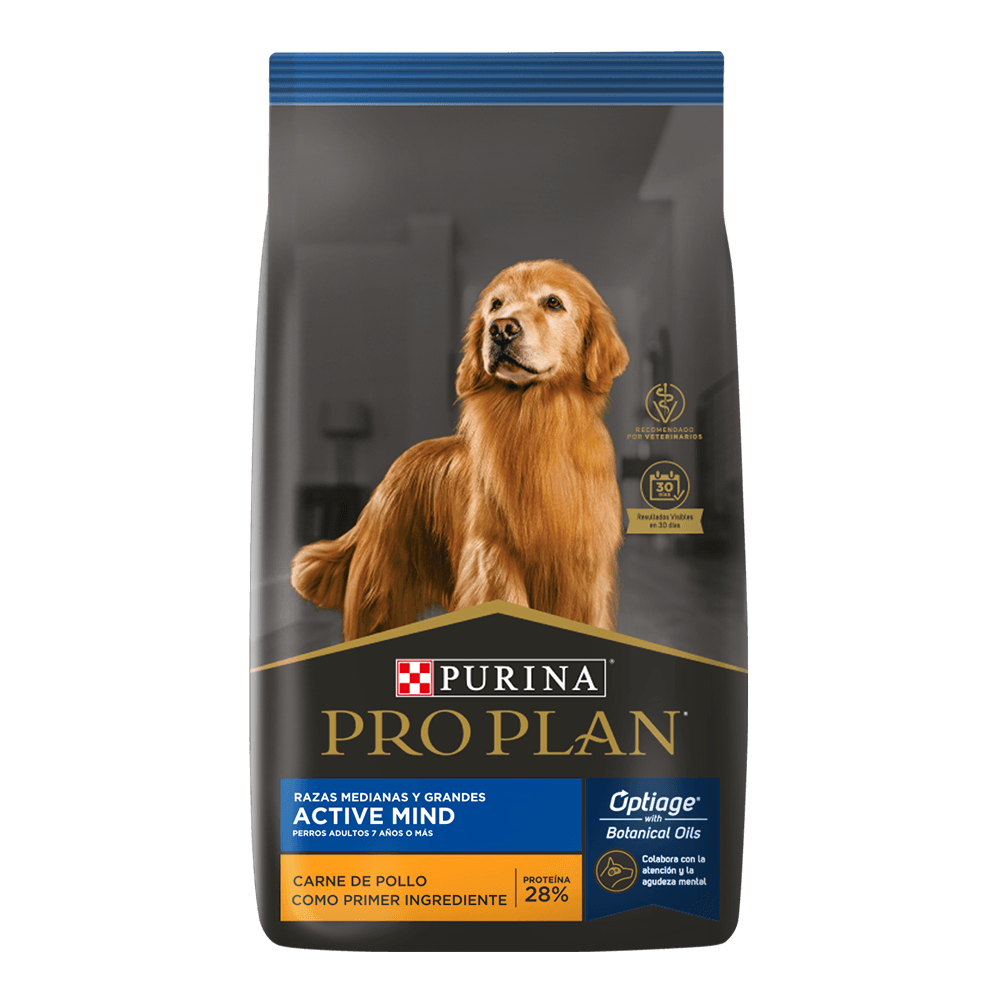 RECOMENDADO
POR VETERINARIOS
30
DÍAS
Resultados Visibles
en 30 días
PURINA®
PRO PLAN®
RAZAS MEDIANAS Y GRANDES
ACTIVE MIND
PERROS ADULTOS 7 AÑOS O MÁS
CARNE DE POLLO
COMO PRIMER INGREDIENTE
PROTEÍNA
28%
Optiage®
with
Botanical Oils
Colabora con la
atención y la
agudeza mental